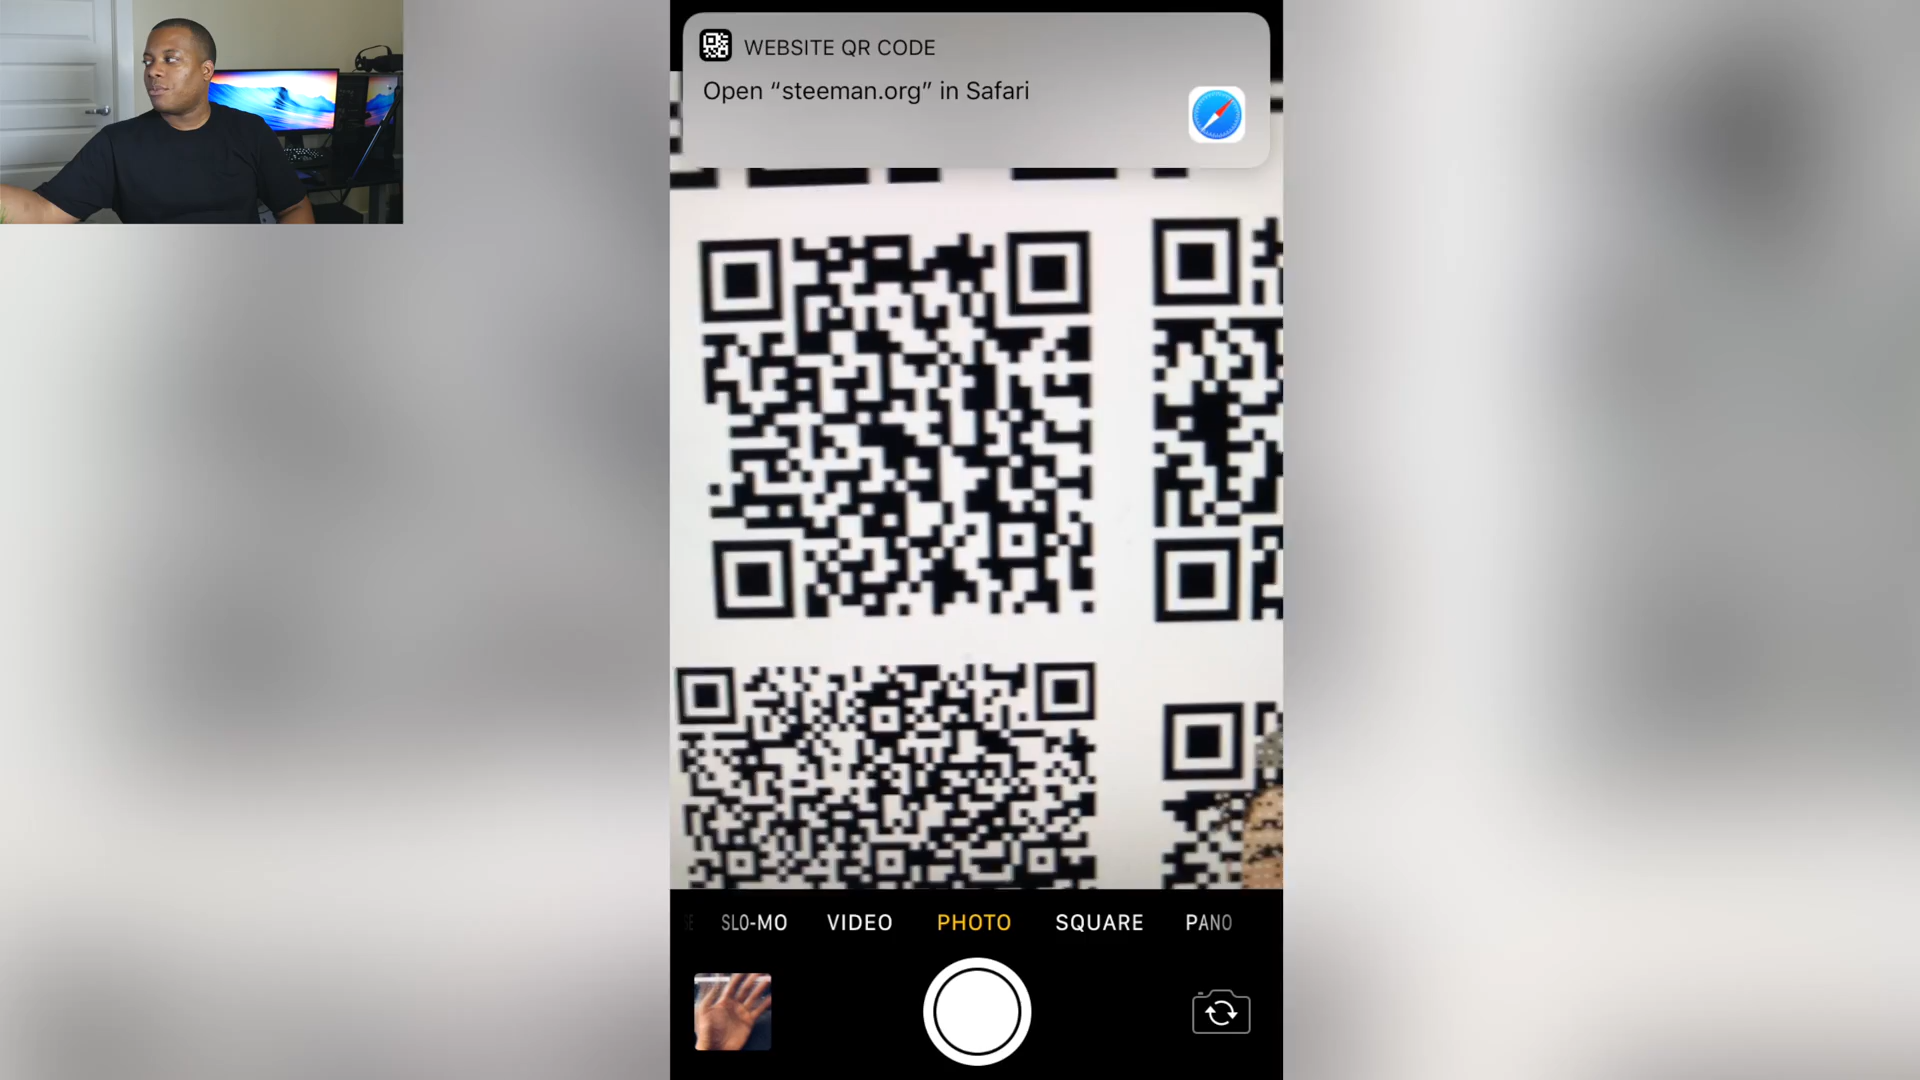 WEBSITE QR CODE
Open “steeman.org” in Safari
SLO-MO
VIDEO
PHOTO
SQUARE
PANO